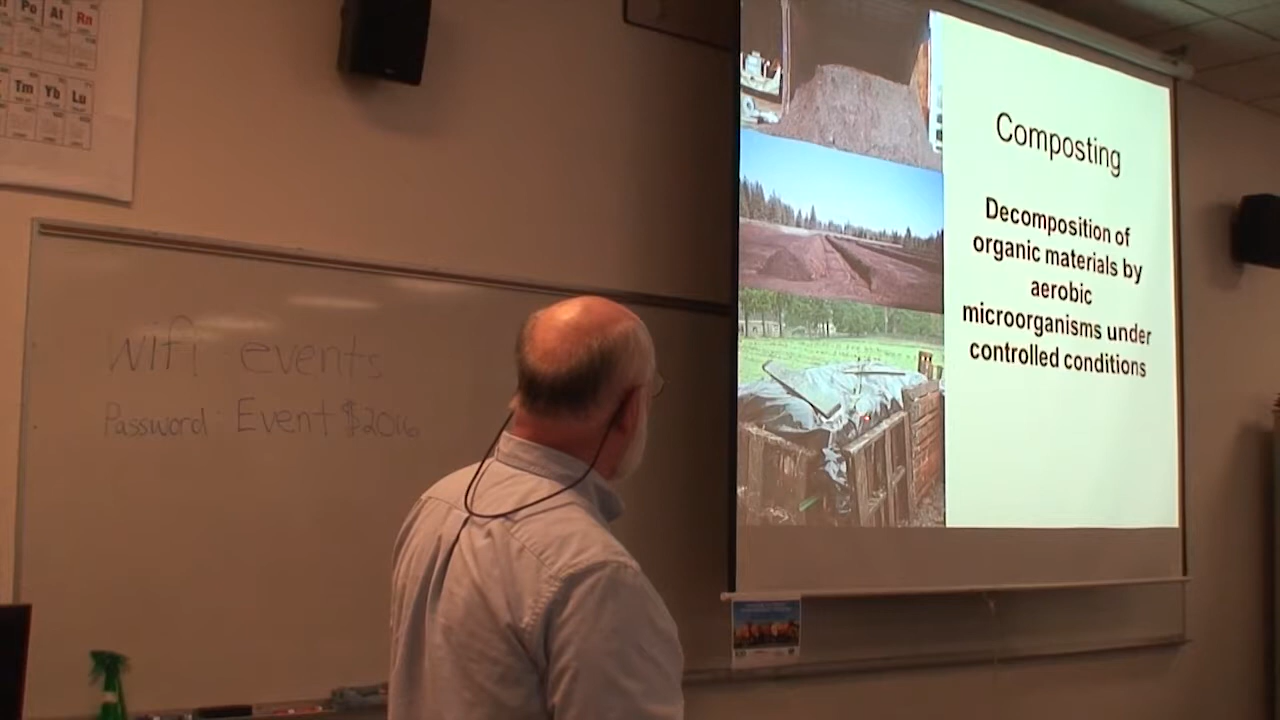 Po At Rn
Tm Yb Lu
wifi events
Password Event $2016
Composting
Decomposition of
organic materials by
aerobic
microorganisms under
controlled conditions